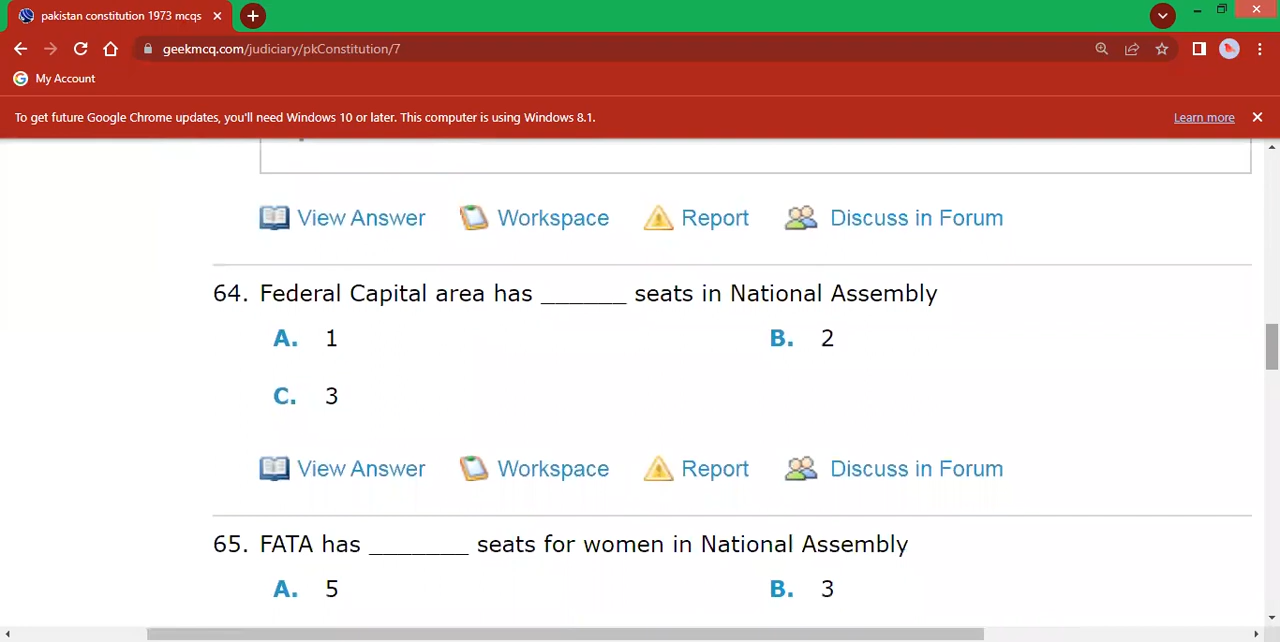 pakistan constitution 1973 mcqs
geekmcq.com/judiciary/pkConstitution/7
My Account
To get future Google Chrome updates, you'll need Windows 10 or later. This computer is using Windows 8.1.
Learn more
View Answer Workspace Report Discuss in Forum
64. Federal Capital area has ______ seats in National Assembly
A. 1 B. 2
C. 3
View Answer Workspace Report Discuss in Forum
65. FATA has ________ seats for women in National Assembly
A. 5 B. 3